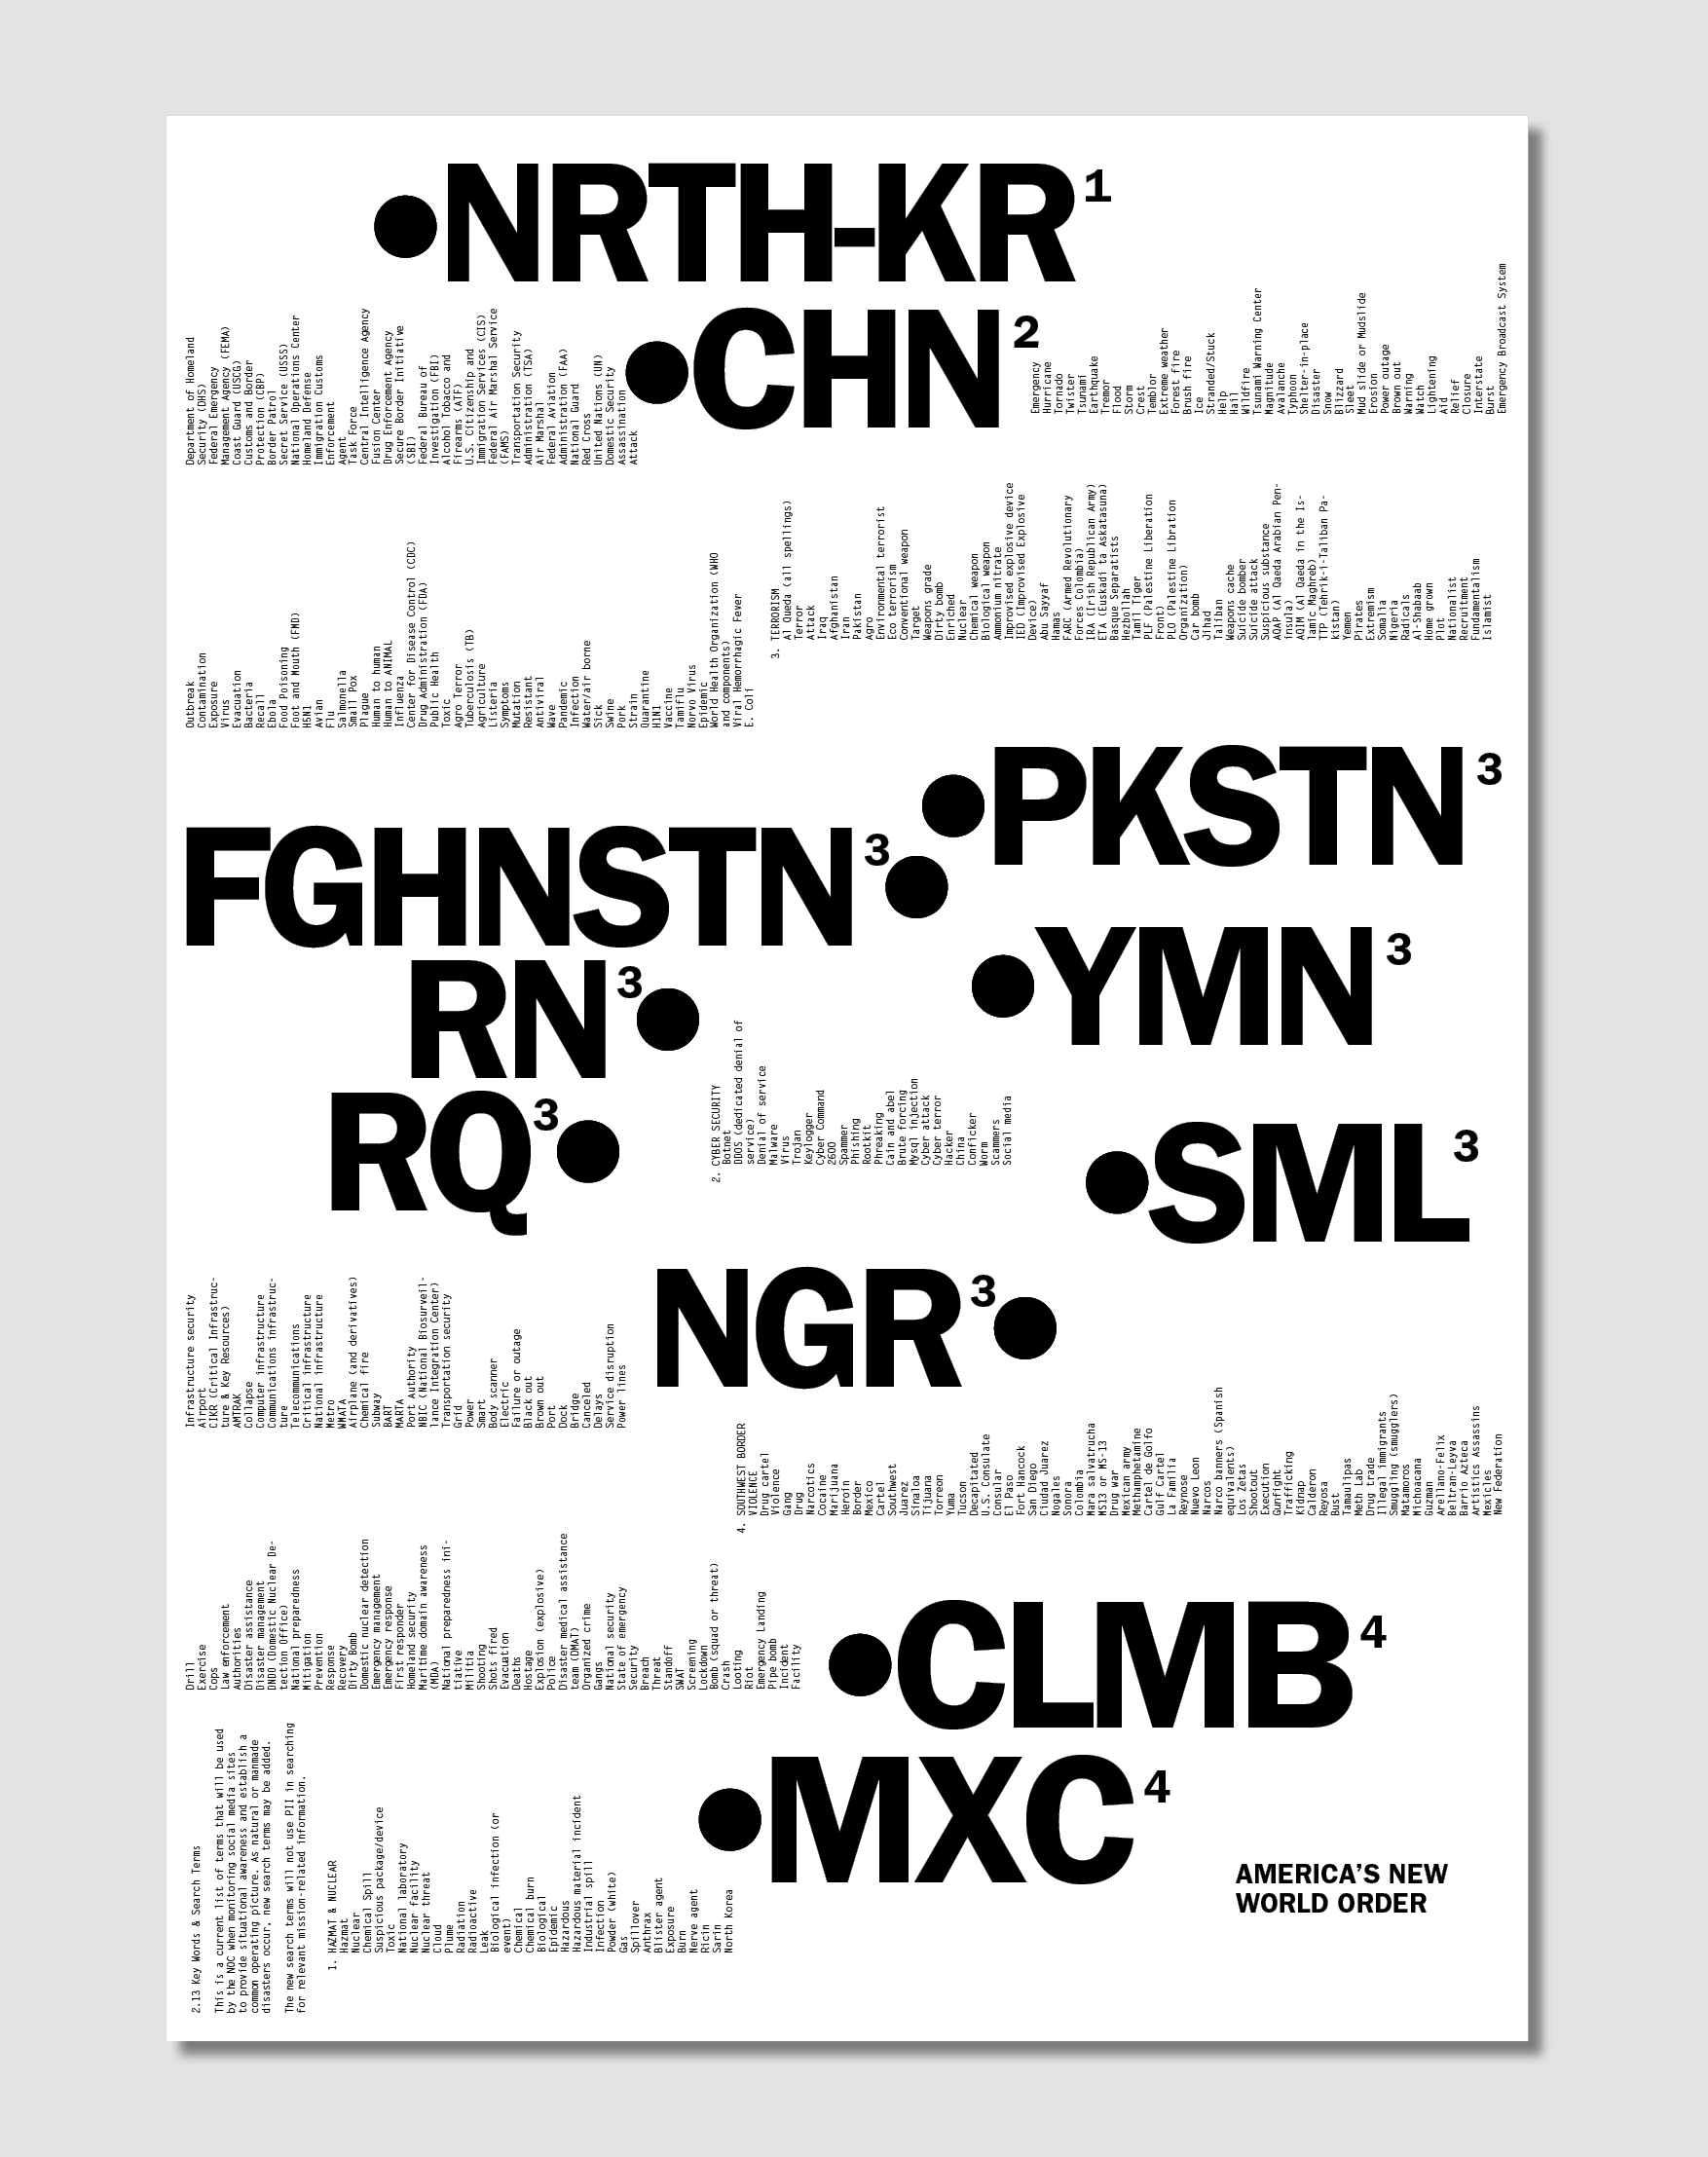 •NRTH-KR¹
•CHN²
Department of Homeland
Security (DHS)
Federal Emergency
Management Agency (FEMA)
Coast Guard (USCG)
Customs and Border
Protection (CBP)
Border Patrol
Secret Service (USSS)
National Operations Center
Homeland Defense
Immigration Customs
Enforcement
Agent
Task Force
Central Intelligence Agency
Fusion Center
Drug Enforcement Agency
Secure Border Initiative
(SBI)
Federal Bureau of
Investigation (FBI)
Alcohol Tobacco and
Firearms (ATF)
U.S. Citizenship and
Immigration Services (CIS)
Federal Air Marshal Service
(FAMS)
Transportation Security
Administration (TSA)
Air Marshal
Federal Aviation
Administration (FAA)
National Guard
Red Cross
United Nations (UN)
Domestic Security
Assassination
Attack
Emergency
Hurricane
Tornado
Twister
Tsunami
Earthquake
Tremor
Flood
Storm
Crest
Temblor
Extreme weather
Forest fire
Brush fire
Ice
Stranded/Stuck
Help
Hail
Wildfire
Tsunami Warning Center
Magnitude
Avalanche
Typhoon
Shelter-in-place
Disaster
Snow
Blizzard
Sleet
Mud slide or Mudslide
Erosion
Power outage
Brown out
Warning
Watch
Lightening
Aid
Relief
Closure
Interstate
Burst
Emergency Broadcast System
Outbreak
Contamination
Exposure
Virus
Evacuation
Bacteria
Recall
Ebola
Food Poisoning
Foot and Mouth (FMD)
H5N1
Avian
Flu
Salmonella
Small Pox
Plague
Human to human
Human to ANIMAL
Influenza
Center for Disease Control (CDC)
Drug Administration (FDA)
Public Health
Toxic
Agro Terror
Tuberculosis (TB)
Agriculture
Listeria
Symptoms
Mutation
Resistant
Antiviral
Wave
Pandemic
Infection
Water/air borne
Sick
Swine
Pork
Strain
Quarantine
H1N1
Vaccine
Tamiflu
Norvo Virus
Epidemic
World Health Organization (WHO
and components)
Viral Hemorrhagic Fever
E. Coli
3. TERRORISM
Al Queda (all spellings)
Terror
Attack
Iraq
Afghanistan
Iran
Pakistan
Agro
Environmental terrorist
Eco terrorism
Conventional weapon
Target
Weapons grade
Dirty bomb
Enriched
Nuclear
Chemical weapon
Biological weapon
Ammonium nitrate
Improvised explosive device
IED (Improvised Explosive
Device)
Abu Sayyaf
Hamas
FARC (Armed Revolutionary
Forces Colombia)
IRA (Irish Republican Army)
ETA (Euskadi ta Askatasuna)
Basque Separatists
Hezbollah
Tamil Tiger
PLF (Palestine Liberation
Front)
PLO (Palestine Libration
Organization)
Car bomb
Jihad
Taliban
Weapons cache
Suicide bomber
Suicide attack
Suspicious substance
AQAP (Al Qaeda Arabian Pen-
insula)
AQIM (Al Qaeda in the Is-
lamic Maghreb)
TTP (Tehrik-i-Taliban Pa-
kistan)
Yemen
Pirates
Extremism
Somalia
Nigeria
Radicals
Al-Shabaab
Home grown
Plot
Nationalist
Recruitment
Fundamentalism
Islamist
•PKSTN³
FGHNSTN³•
•YMN³
RN³•
RQ³•
2. CYBER SECURITY
Botnet
DDOS (dedicated denial of
service)
Denial of service
Malware
Virus
Trojan
Keylogger
Cyber Command
2600
Spammer
Phishing
Rootkit
Phreaking
Cain and abel
Brute forcing
Mysql injection
Cyber attack
Cyber terror
Hacker
China
Conficker
Worm
Scammers
Social media
•SML³
NGR³•
Infrastructure security
Airport
CIKR (Critical Infrastruc-
ture & Key Resources)
AMTRAK
Collapse
Computer infrastructure
Communications infrastruc-
ture
Telecommunications
Critical infrastructure
National infrastructure
Metro
WMATA
Airplane (and derivatives)
Chemical fire
Subway
BART
MARTA
Port Authority
NBIC (National Biosurveil-
lance Integration Center)
Transportation security
Grid
Power
Smart
Body scanner
Electric
Failure or outage
Black out
Brown out
Port
Dock
Bridge
Canceled
Delays
Service disruption
Power lines
4. SOUTHWEST BORDER
VIOLENCE
Drug cartel
Violence
Gang
Drug
Narcotics
Cocaine
Marijuana
Heroin
Border
Mexico
Cartel
Southwest
Juarez
Sinaloa
Tijuana
Torreon
Yuma
Tucson
Decapitated
U.S. Consulate
Consular
El Paso
Fort Hancock
San Diego
Ciudad Juarez
Nogales
Sonora
Colombia
Mara salvatrucha
MS13 or MS-13
Drug war
Mexican army
Methamphetamine
Cartel de Golfo
Gulf Cartel
La Familia
Reynose
Nuevo Leon
Narcos
Narco banners (Spanish
equivalents)
Los Zetas
Shootout
Execution
Gunfight
Trafficking
Kidnap
Calderon
Reyosa
Bust
Tamaulipas
Meth Lab
Drug trade
Illegal immigrants
Smuggling (smugglers)
Matamoros
Michoacana
Guzman
Arellano-Felix
Beltran-Leyva
Barrio Azteca
Artistics Assassins
Mexicles
New Federation
Drill
Exercise
Cops
Law enforcement
Authorities
Disaster assistance
Disaster management
DNDO (Domestic Nuclear De-
tection Office)
National preparedness
Mitigation
Prevention
Response
Recovery
Dirty Bomb
Domestic nuclear detection
Emergency management
Emergency response
First responder
Homeland security
Maritime domain awareness
(MDA)
National preparedness ini-
tiative
Militia
Shooting
Shots fired
Evacuation
Deaths
Hostage
Explosion (explosive)
Police
Disaster medical assistance
team (DMAT)
Organized crime
Gangs
National security
State of emergency
Security
Breach
Threat
Standoff
SWAT
Screening
Lockdown
Bomb (squad or threat)
Crash
Looting
Riot
Emergency Landing
Pipe bomb
Incident
Facility
•CLMB⁴
•MXC⁴
2.13 Key Words & Search Terms
This is a current list of terms that will be used
by the NOC when monitoring social media sites
to provide situational awareness and establish a
common operating picture. As natural or manmade
disasters occur, new search terms may be added.
The new search terms will not use PII in searching
for relevant mission-related information.
1. HAZMAT & NUCLEAR
Hazmat
Nuclear
Chemical Spill
Suspicious package/device
Toxic
National laboratory
Nuclear facility
Nuclear threat
Cloud
Plume
Radiation
Radioactive
Leak
Biological infection (or
event)
Chemical
Chemical burn
Biological
Epidemic
Hazardous
Hazardous material incident
Industrial spill
Infection
Powder (white)
Gas
Spillover
Anthrax
Blister agent
Exposure
Burn
Nerve agent
Ricin
Sarin
North Korea
AMERICA’S NEW
WORLD ORDER